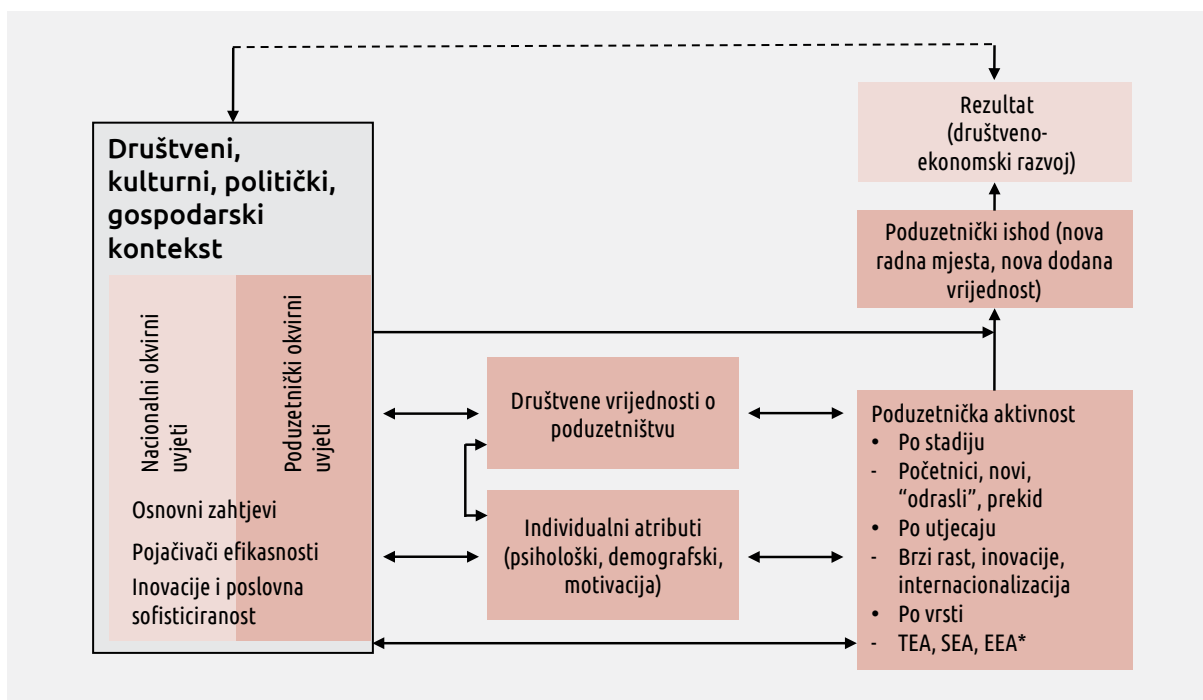 Društveni,
kulturni, politički,
gospodarski
kontekst
Nacionalni okvirni
uvjeti
Poduzetnički okvirni
uvjeti
Osnovni zahtjevi
Pojačivači efikasnosti
Inovacije i poslovna
sofisticiranost
Društvene vrijednosti o
poduzetništvu
Individualni atributi
(psihološki, demografski,
motivacija)
Rezultat
(društveno-
ekonomski razvoj)
Poduzetnički ishod (nova
radna mjesta, nova dodana
vrijednost)
Poduzetnička aktivnost
• Po stadiju
- Početnici, novi,
“odrasli”, prekid
• Po utjecaju
- Brzi rast, inovacije,
internacionalizacija
• Po vrsti
- TEA, SEA, EEA*